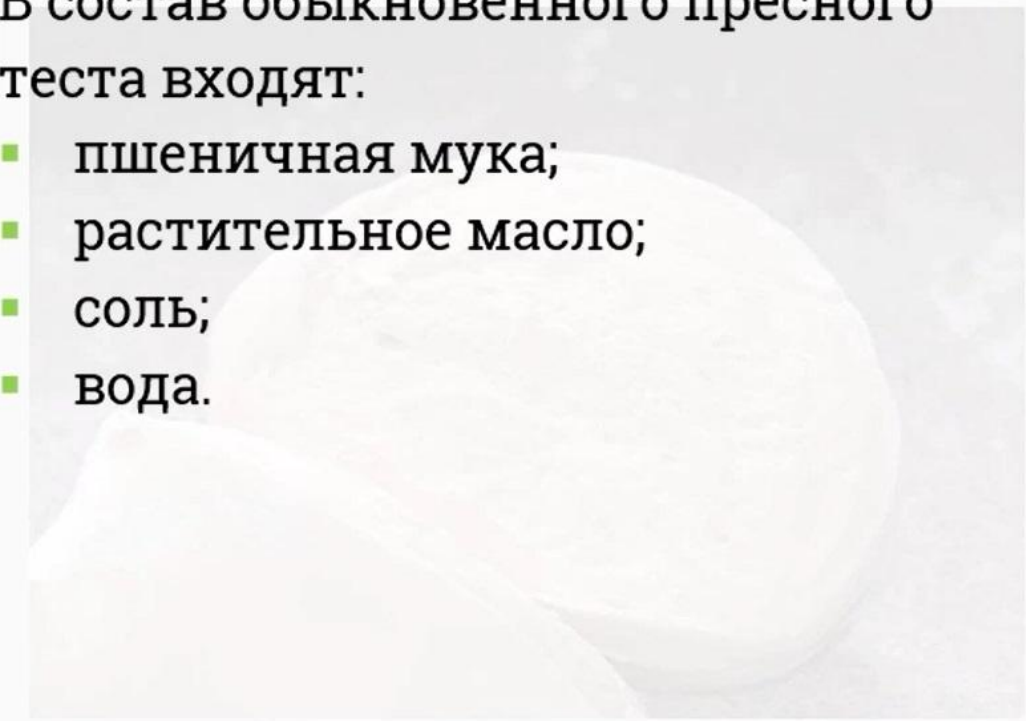 В состав обыкновенного пресного
теста входят:
▪ пшеничная мука;
▪ растительное масло;
▪ соль;
▪ вода.